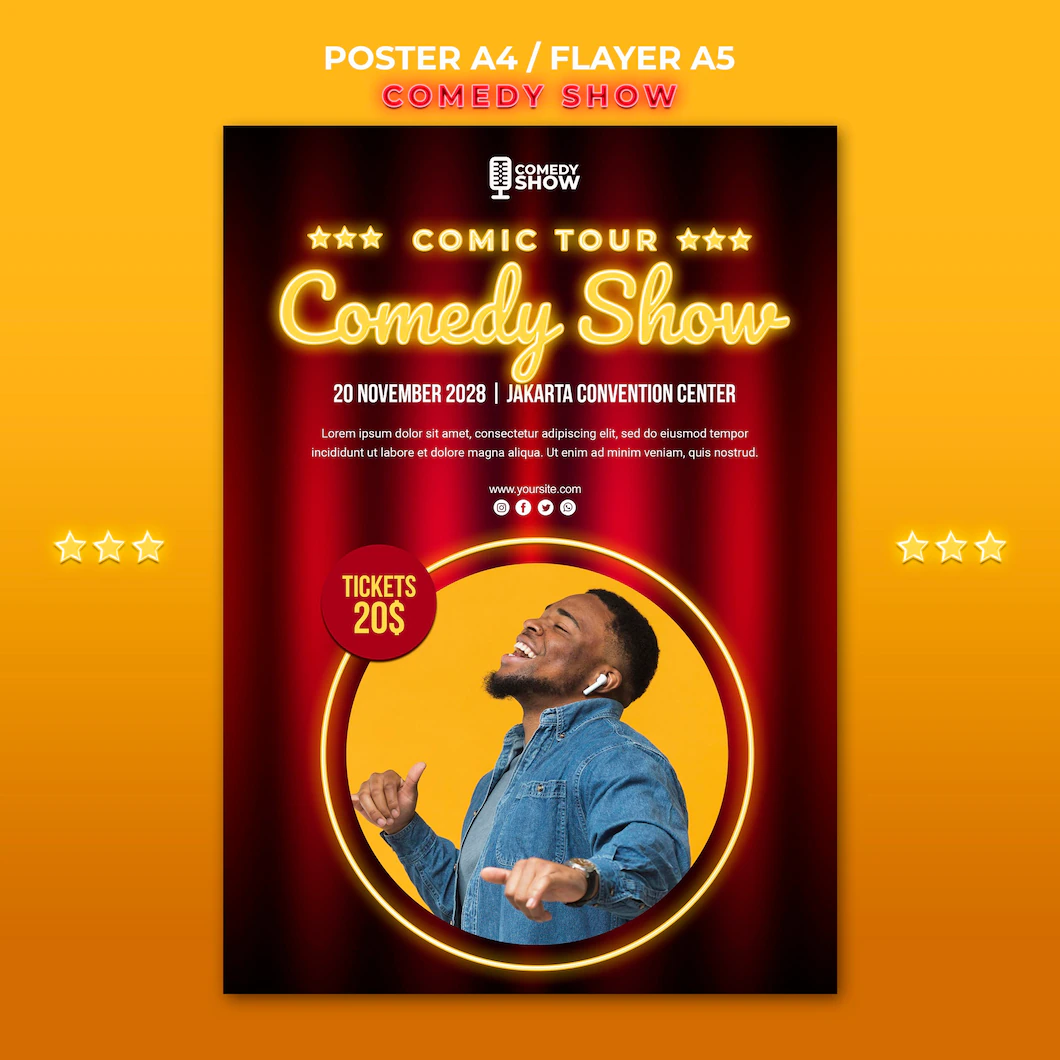 POSTER A4 / FLAYER A5
COMEDY SHOW
COMEDY
SHOW
COMIC TOUR
Comedy Show
20 NOVEMBER 2028 | JAKARTA CONVENTION CENTER
Lorem ipsum dolor sit amet, consectetur adipiscing elit, sed do eiusmod tempor
incididunt ut labore et dolore magna aliqua. Ut enim ad minim veniam, quis nostrud.
www.yoursite.com
TICKETS
20$